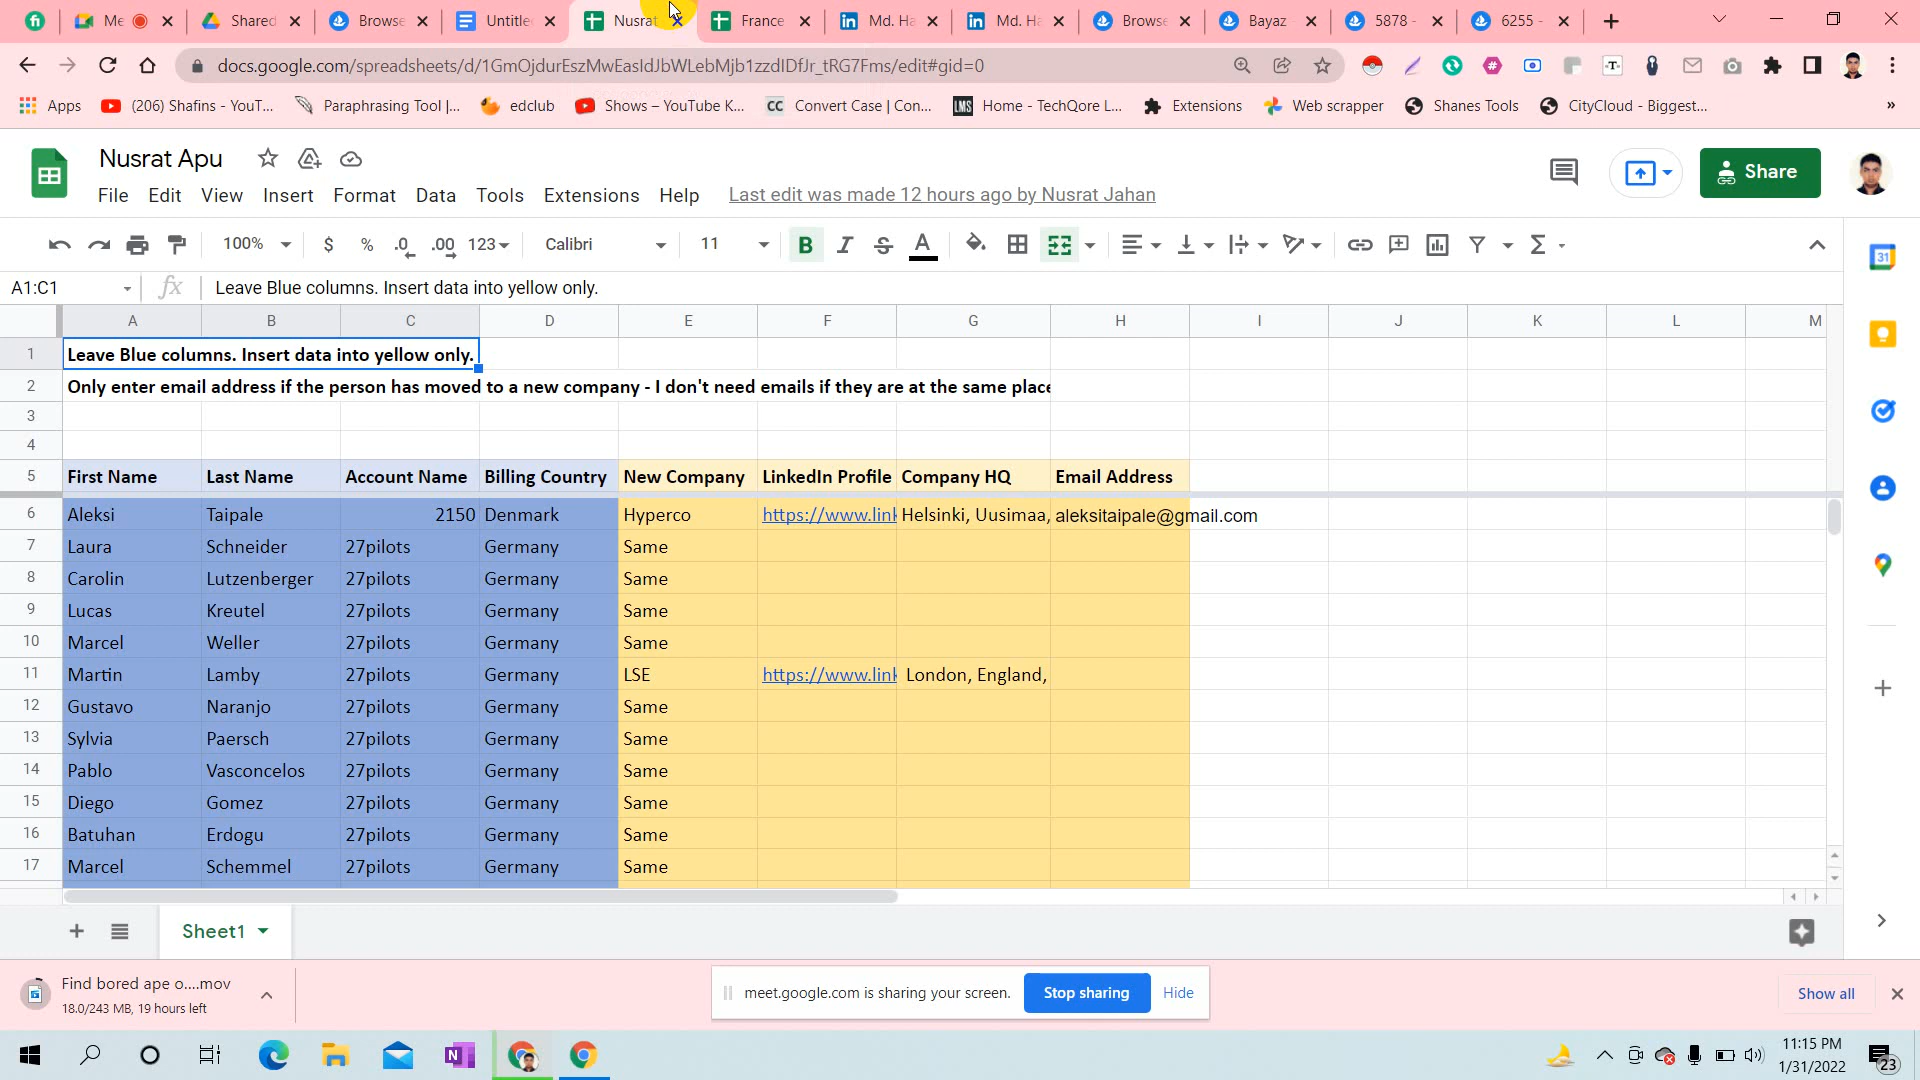 Me
Shared
Browse
Untitle
Nusrat
France
Md. Ha
Md. Ha
Browse
Bayaz
5878 -
6255 -
docs.google.com/spreadsheets/d/1GmOjdurEszMwEasIdJbWLebMjb1zzdIDfJr_tRG7Fms/edit#gid=0
Apps
(206) Shafins - YouT...
Paraphrasing Tool |...
edclub
Shows – YouTube K...
CC Convert Case | Con...
LMS Home - TechQore L...
Extensions
Web scrapper
Shanes Tools
CityCloud - Biggest...
»
Nusrat Apu
Share
File Edit View Insert Format Data Tools Extensions Help
Last edit was made 12 hours ago by Nusrat Jahan
100% $ % .0 .00 123 Calibri 11 B I S A
A1:C1 fx Leave Blue columns. Insert data into yellow only.
A B C D E F G H I J K L M
1 Leave Blue columns. Insert data into yellow only.
2 Only enter email address if the person has moved to a new company - I don't need emails if they are at the same place
3
4
5 First Name Last Name Account Name Billing Country New Company LinkedIn Profile Company HQ Email Address
6 Aleksi Taipale 2150 Denmark Hyperco https://www.link Helsinki, Uusimaa, aleksitaipale@gmail.com
7 Laura Schneider 27pilots Germany Same
8 Carolin Lutzenberger 27pilots Germany Same
9 Lucas Kreutel 27pilots Germany Same
10 Marcel Weller 27pilots Germany Same
11 Martin Lamby 27pilots Germany LSE https://www.link London, England,
12 Gustavo Naranjo 27pilots Germany Same
13 Sylvia Paersch 27pilots Germany Same
14 Pablo Vasconcelos 27pilots Germany Same
15 Diego Gomez 27pilots Germany Same
16 Batuhan Erdogu 27pilots Germany Same
17 Marcel Schemmel 27pilots Germany Same
Sheet1
Find bored ape o....mov
18.0/243 MB, 19 hours left
meet.google.com is sharing your screen.
Stop sharing
Hide
Show all
11:15 PM
1/31/2022
23